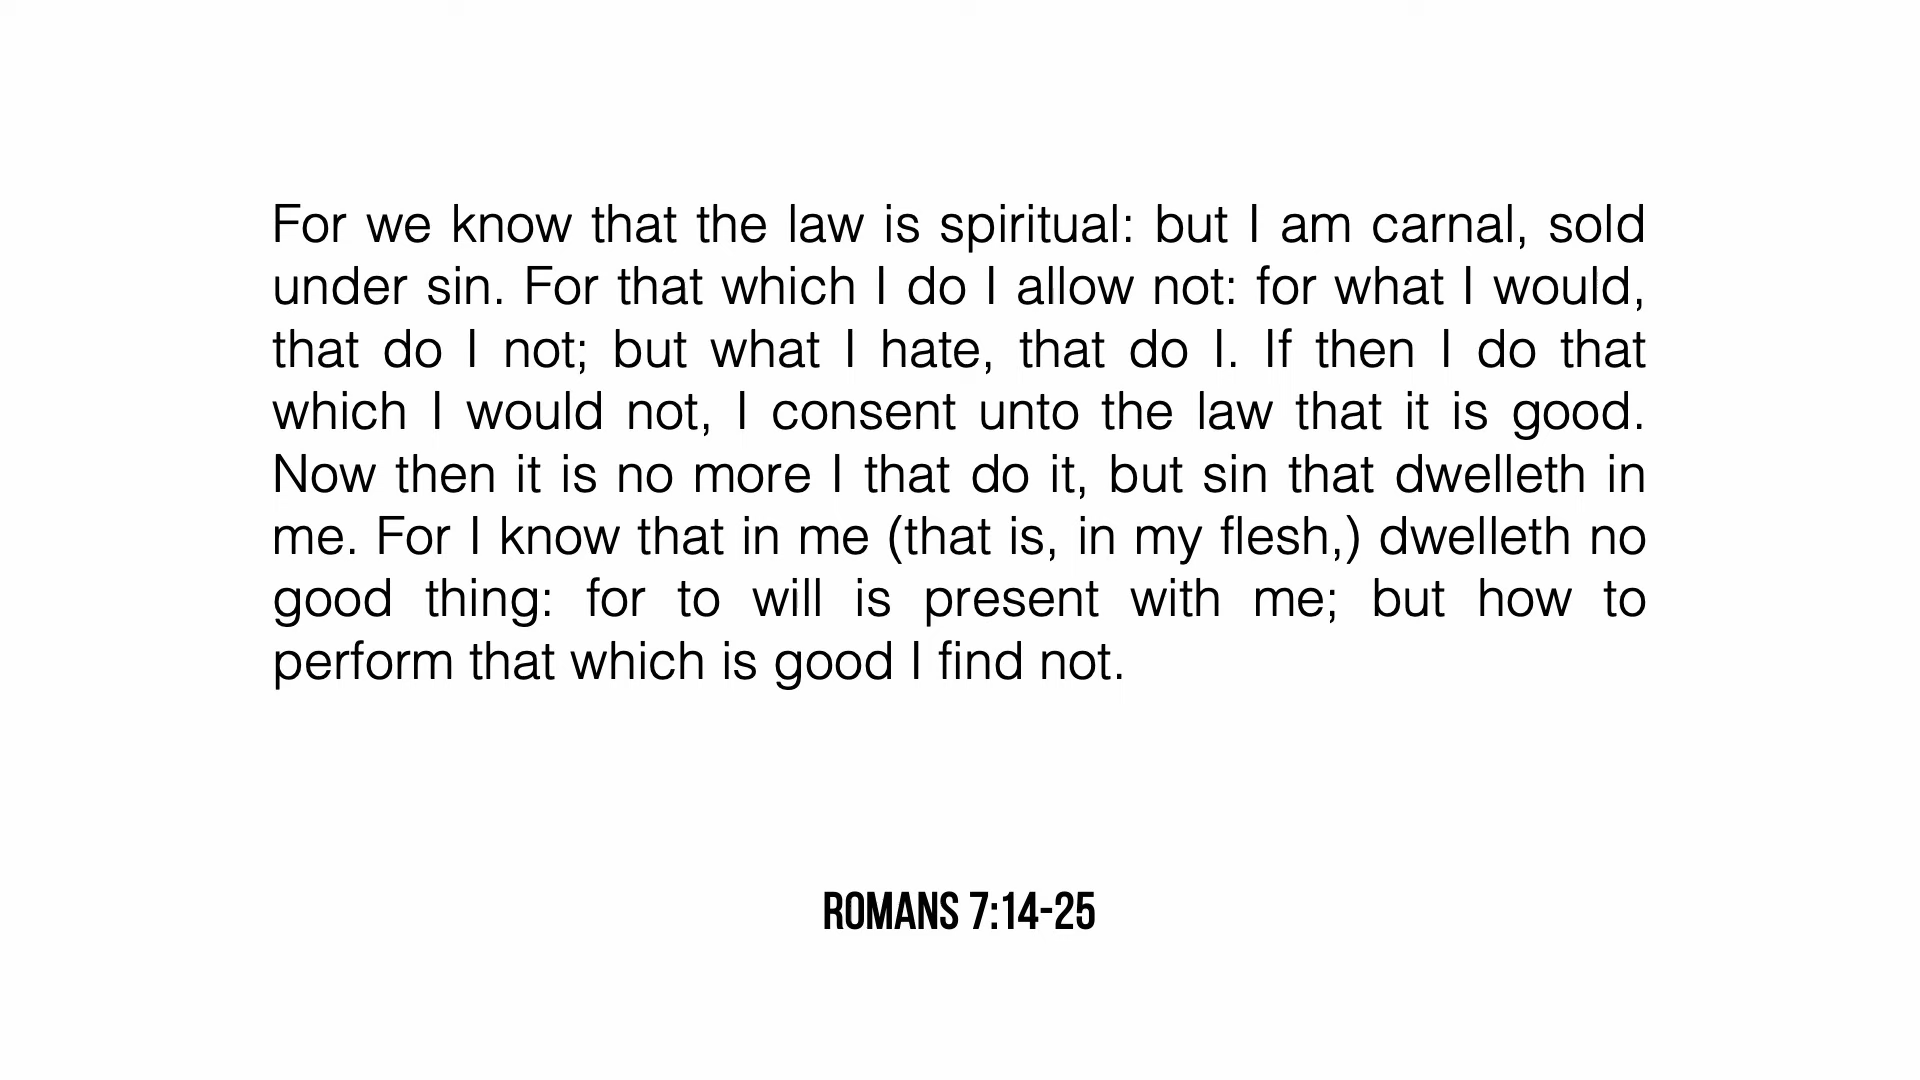 For we know that the law is spiritual: but I am carnal, sold
under sin. For that which I do I allow not: for what I would,
that do I not; but what I hate, that do I. If then I do that
which I would not, I consent unto the law that it is good.
Now then it is no more I that do it, but sin that dwelleth in
me. For I know that in me (that is, in my flesh,) dwelleth no
good thing: for to will is present with me; but how to
perform that which is good I find not.
ROMANS 7:14-25